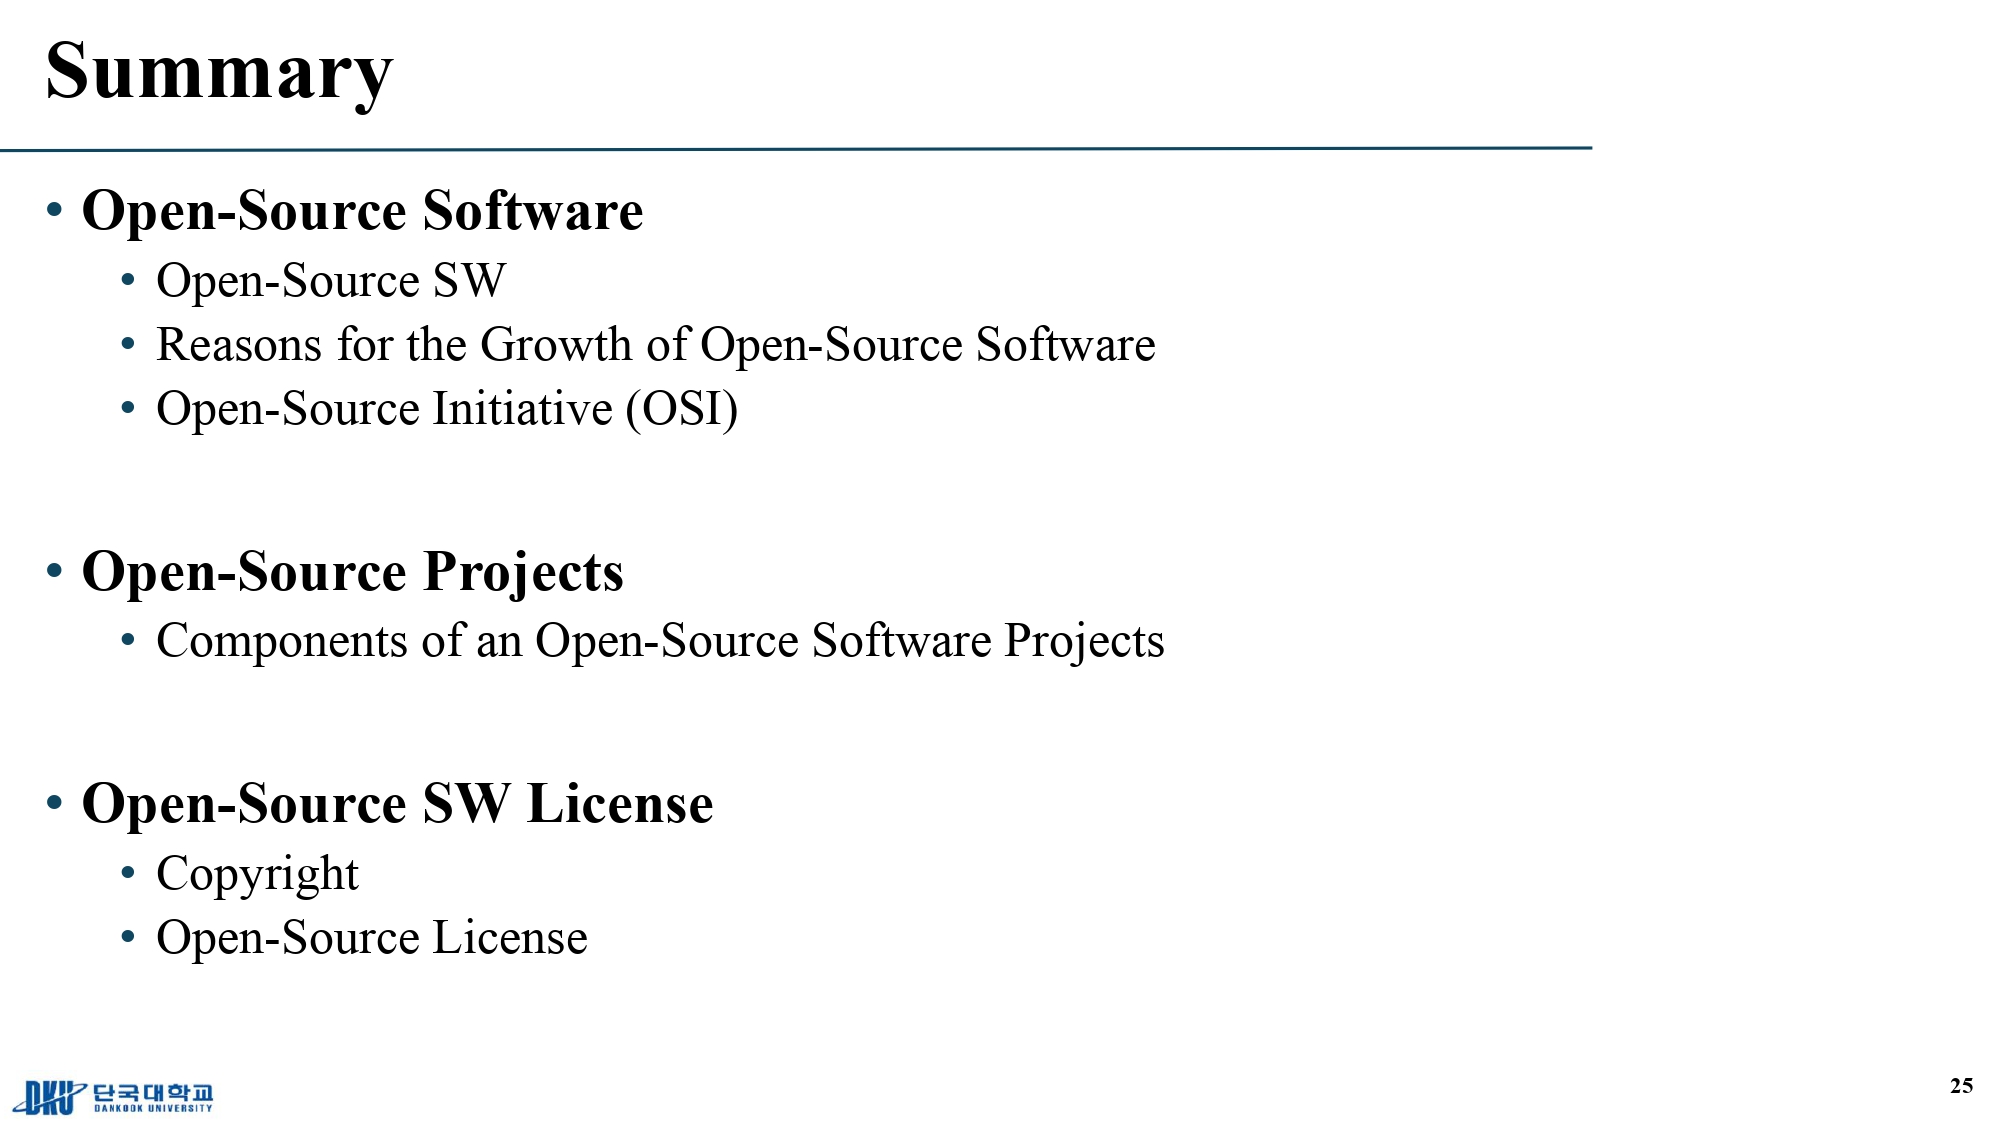 Summary
• Open-Source Software
• Open-Source SW
• Reasons for the Growth of Open-Source Software
• Open-Source Initiative (OSI)
• Open-Source Projects
• Components of an Open-Source Software Projects
• Open-Source SW License
• Copyright
• Open-Source License
DKU 단국대학교
DANKOOK UNIVERSITY
25